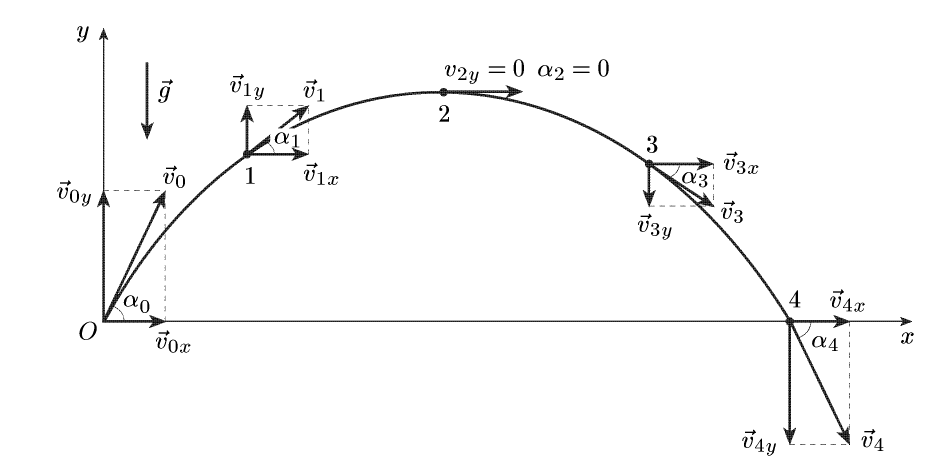 y
v₂y = 0 α₂ = 0
g⃗
v⃗₁y
v⃗₁
2
α₁
3
1
v⃗₁x
v⃗₃x
α₃
v⃗₀y
v⃗₀
v⃗₃y
v⃗₃
α₀
4
v⃗₄x
O
v⃗₀x
α₄
x
v⃗₄y
v⃗₄